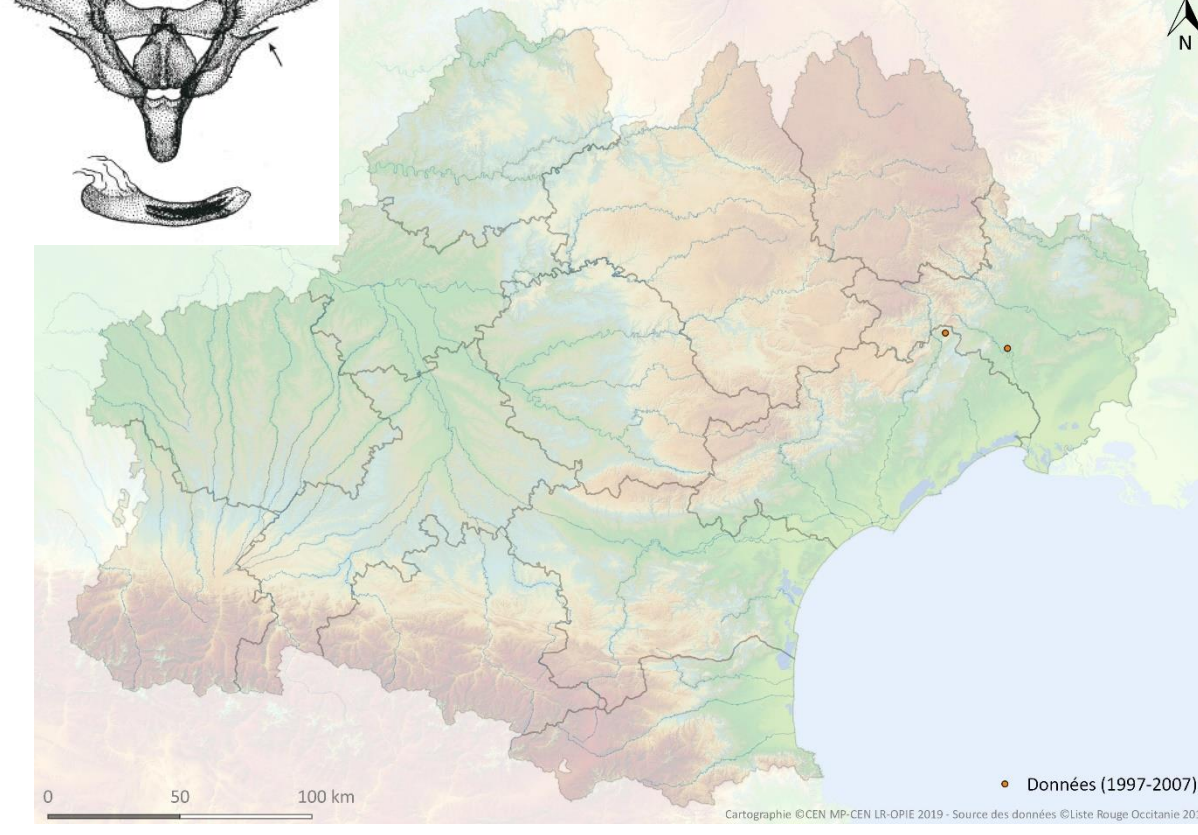 N
0 50 100 km
Données (1997-2007)
Cartographie ©CEN MP-CEN LR-OPIE 2019 - Source des données ©Liste Rouge Occitanie